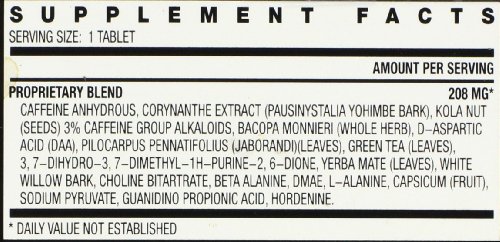 SUPPLEMENT FACTS
SERVING SIZE: 1 TABLET
AMOUNT PER SERVING
PROPRIETARY BLEND 208 MG*
CAFFEINE ANHYDROUS, CORYNANTHE EXTRACT (PAUSINYSTALIA YOHIMBE BARK), KOLA NUT
(SEEDS) 3% CAFFEINE GROUP ALKALOIDS, BACOPA MONNIERI (WHOLE HERB), D-ASPARTIC
ACID (DAA), PILOCARPUS PENNATIFOLIUS (JABORANDI)(LEAVES), GREEN TEA (LEAVES),
3, 7-DIHYDRO-3, 7-DIMETHYL-1H-PURINE-2, 6-DIONE, YERBA MATE (LEAVES), WHITE
WILLOW BARK, CHOLINE BITARTRATE, BETA ALANINE, DMAE, L-ALANINE, CAPSICUM (FRUIT),
SODIUM PYRUVATE, GUANIDINO PROPIONIC ACID, HORDENINE.
* DAILY VALUE NOT ESTABLISHED